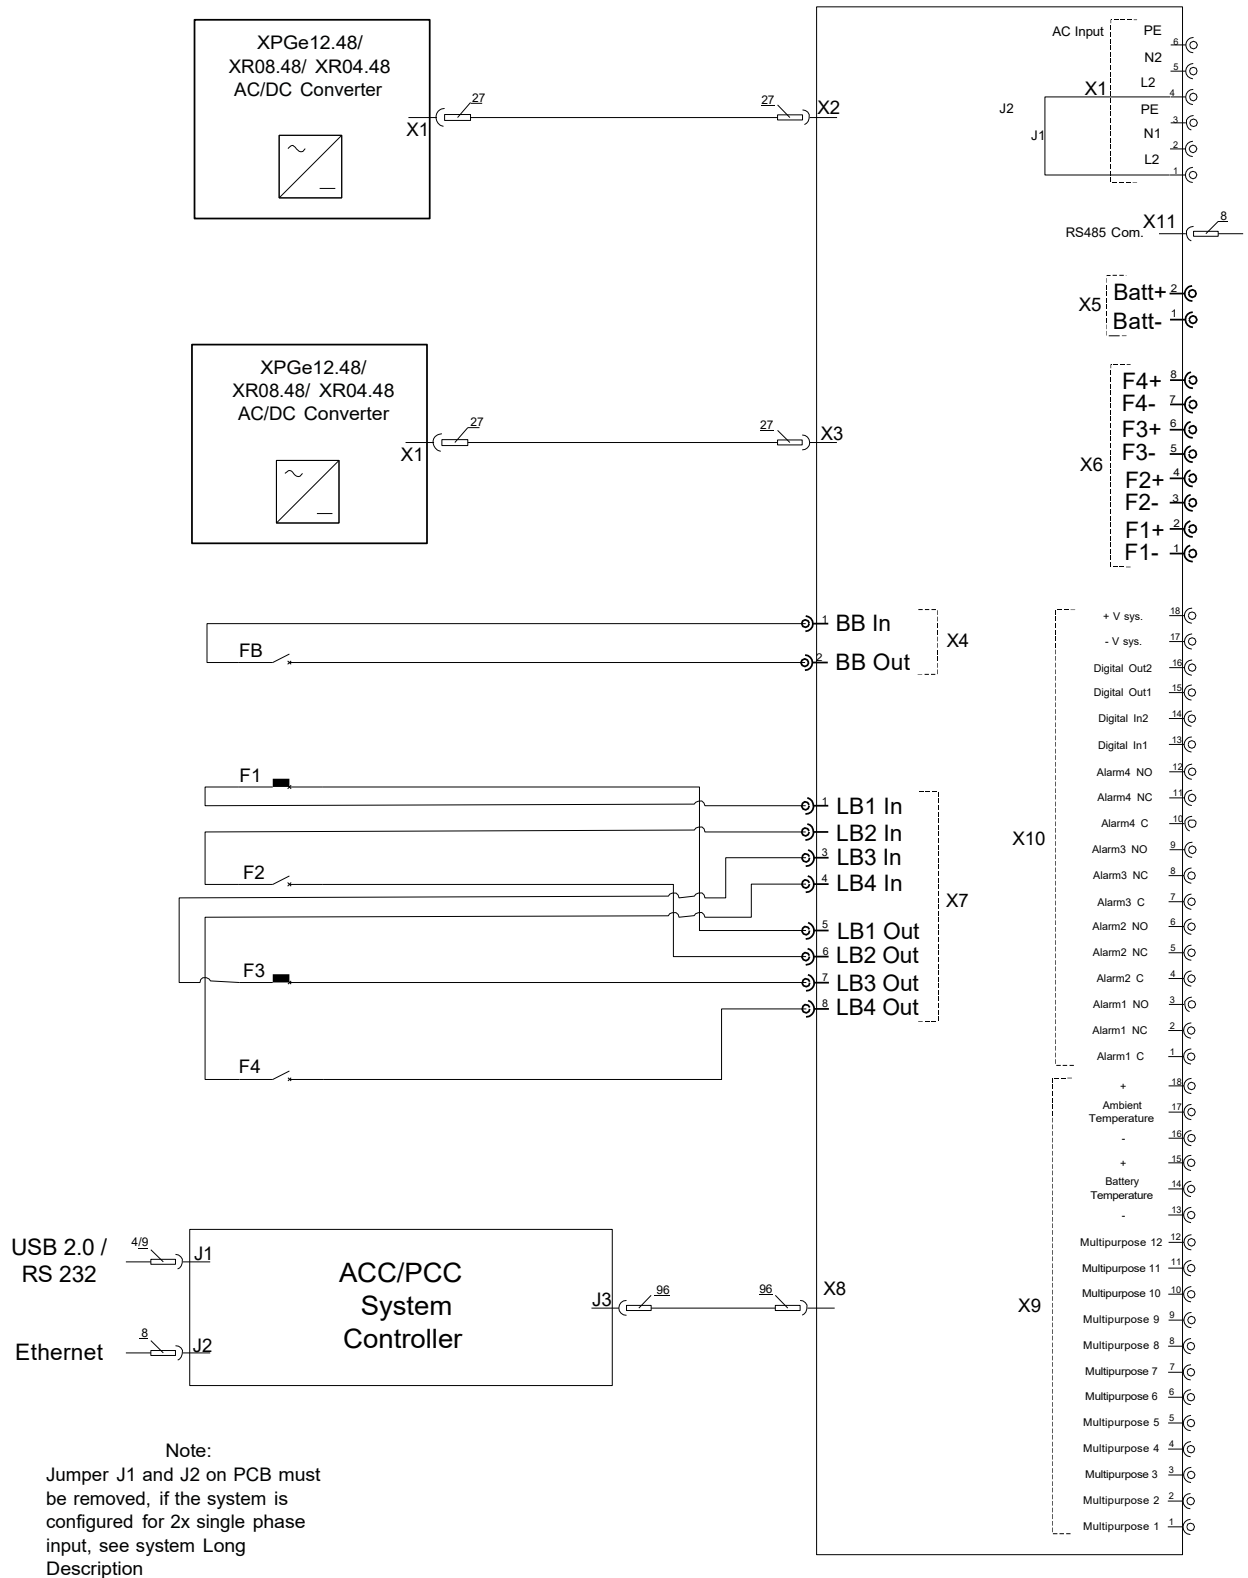 XPGe12.48/
XR08.48/ XR04.48
AC/DC Converter
X1
27
27
X2
AC Input
PE
6
N2
5
L2
4
X1
J2
J1
PE
3
N1
2
L2
1
RS485 Com.
X11
8
X5
Batt+ 2
Batt- 1
XPGe12.48/
XR08.48/ XR04.48
AC/DC Converter
X1
27
27
X3
X6
F4+ 8
F4- 7
F3+ 6
F3- 5
F2+ 4
F2- 3
F1+ 2
F1- 1
FB
1 BB In
2 BB Out
X4
F1
F2
F3
F4
1 LB1 In
LB2 In
3 LB3 In
4 LB4 In
5 LB1 Out
6 LB2 Out
7 LB3 Out
8 LB4 Out
X7
X10
+ V sys. 18
- V sys. 17
Digital Out2 16
Digital Out1 15
Digital In2 14
Digital In1 13
Alarm4 NO 12
Alarm4 NC 11
Alarm4 C 10
Alarm3 NO 9
Alarm3 NC 8
Alarm3 C 7
Alarm2 NO 6
Alarm2 NC 5
Alarm2 C 4
Alarm1 NO 3
Alarm1 NC 2
Alarm1 C 1
X9
+ 18
Ambient
Temperature 17
- 16
+ 15
Battery
Temperature 14
- 13
Multipurpose 12 12
Multipurpose 11 11
Multipurpose 10 10
Multipurpose 9 9
Multipurpose 8 8
Multipurpose 7 7
Multipurpose 6 6
Multipurpose 5 5
Multipurpose 4 4
Multipurpose 3 3
Multipurpose 2 2
Multipurpose 1 1
USB 2.0 /
RS 232
4/9
J1
Ethernet
8
J2
ACC/PCC
System
Controller
J3
96
96
X8
Note:
Jumper J1 and J2 on PCB must
be removed, if the system is
configured for 2x single phase
input, see system Long
Description